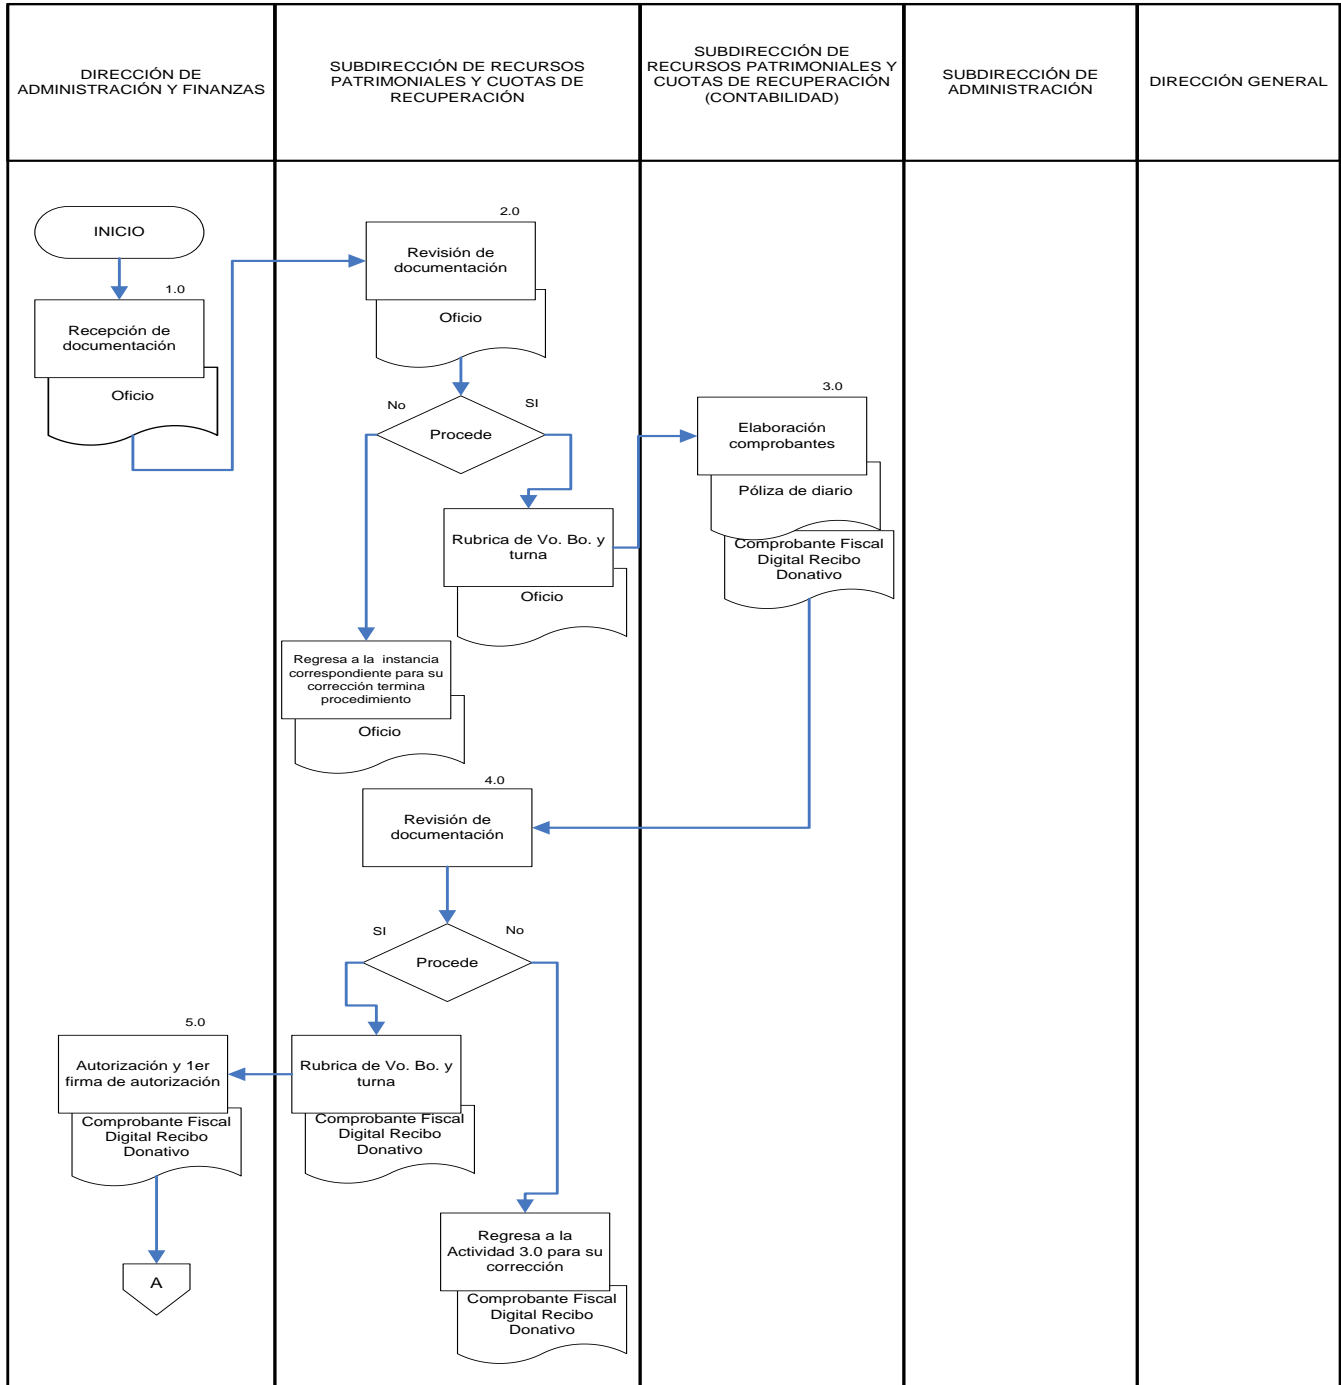 DIRECCIÓN DE
ADMINISTRACIÓN Y FINANZAS
SUBDIRECCIÓN DE RECURSOS
PATRIMONIALES Y CUOTAS DE
RECUPERACIÓN
SUBDIRECCIÓN DE
RECURSOS PATRIMONIALES Y
CUOTAS DE RECUPERACIÓN
(CONTABILIDAD)
SUBDIRECCIÓN DE
ADMINISTRACIÓN
DIRECCIÓN GENERAL
INICIO
1.0
Recepción de
documentación
Oficio
2.0
Revisión de
documentación
Oficio
No
SI
Procede
Rubrica de Vo. Bo. y
turna
Oficio
Regresa a la  instancia
correspondiente para su
corrección termina
procedimiento
Oficio
3.0
Elaboración
comprobantes
Póliza de diario
Comprobante Fiscal
Digital Recibo
Donativo
4.0
Revisión de
documentación
SI
No
Procede
Rubrica de Vo. Bo. y
turna
Comprobante Fiscal
Digital Recibo
Donativo
5.0
Autorización y 1er
firma de autorización
Comprobante Fiscal
Digital Recibo
Donativo
A
Regresa a la
Actividad 3.0 para su
corrección
Comprobante Fiscal
Digital Recibo
Donativo